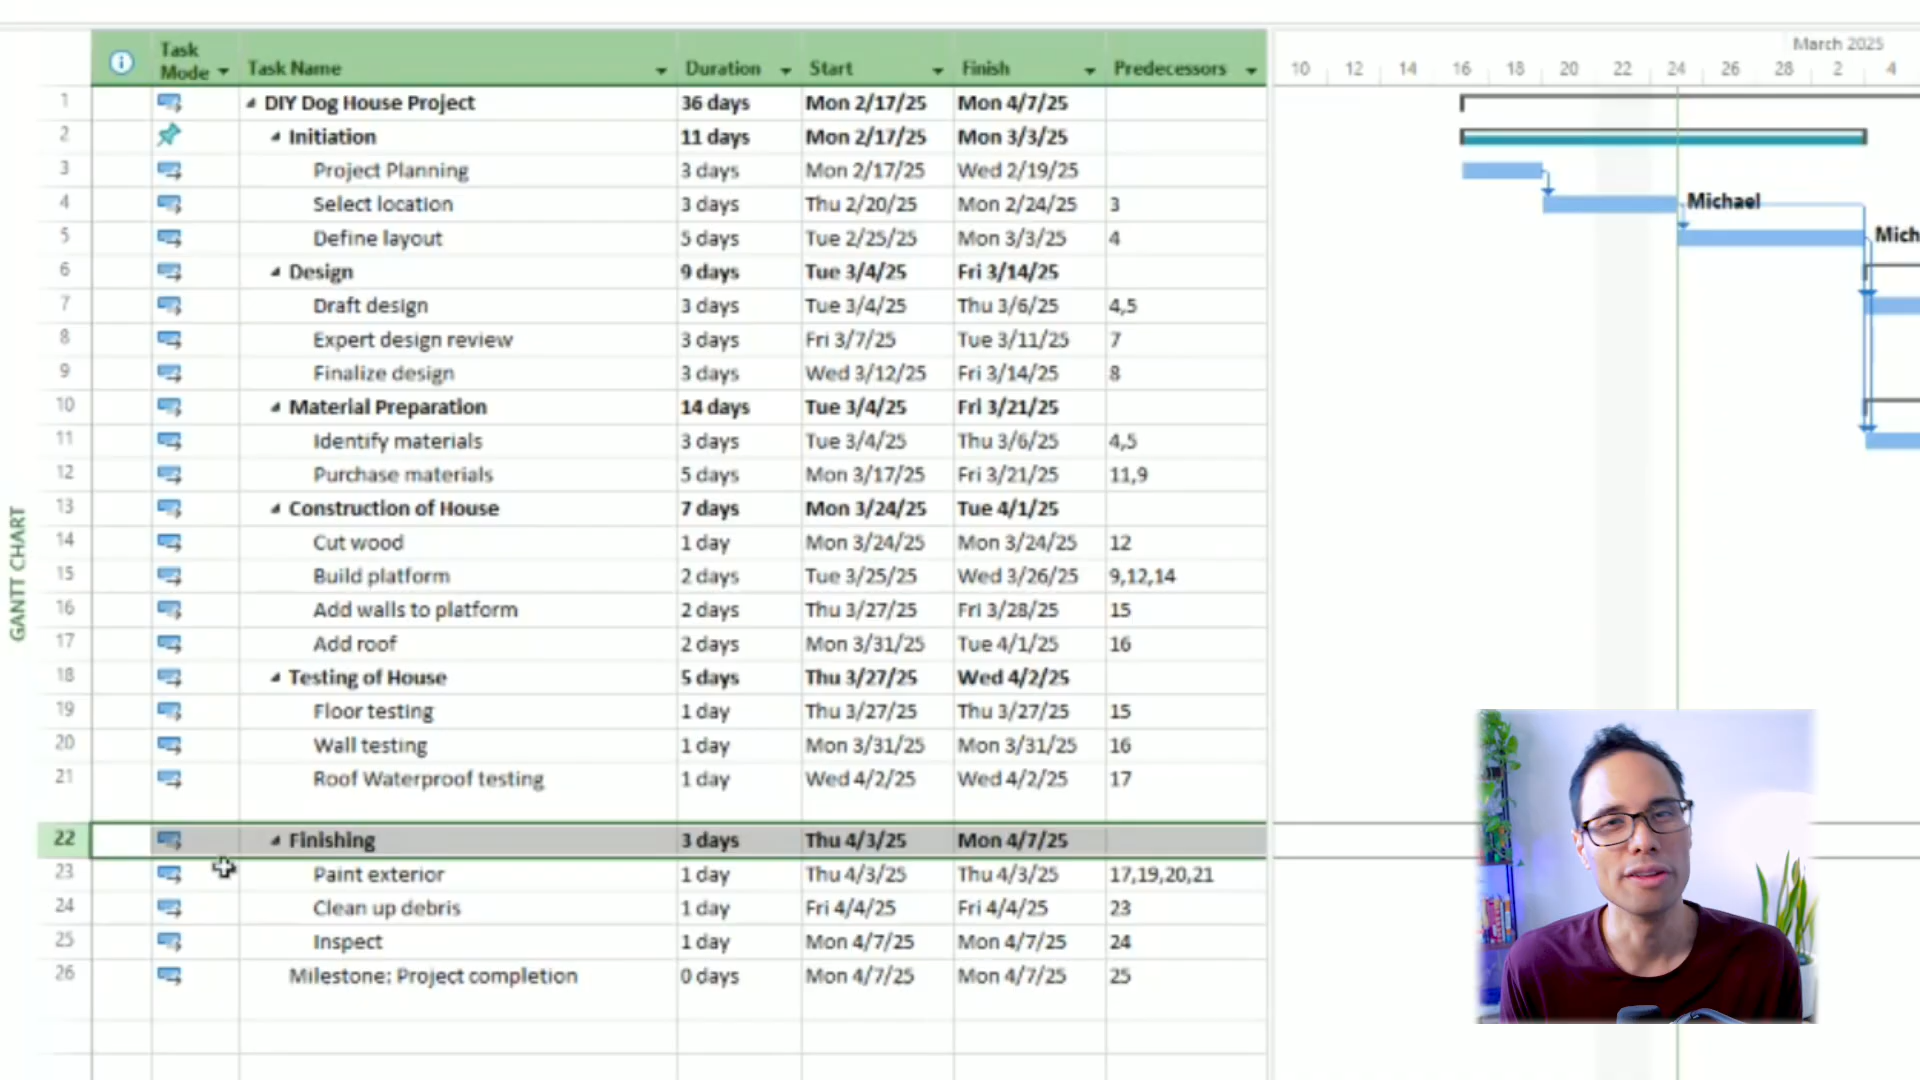 March 2025
Task Mode Task Name Duration Start Finish Predecessors 10 12 14 16 18 20 22 24 26 28 2 4
1 DIY Dog House Project 36 days Mon 2/17/25 Mon 4/7/25
2 Initiation 11 days Mon 2/17/25 Mon 3/3/25
3 Project Planning 3 days Mon 2/17/25 Wed 2/19/25
4 Select location 3 days Thu 2/20/25 Mon 2/24/25 3 Michael
5 Define layout 5 days Tue 2/25/25 Mon 3/3/25 4 Mich
6 Design 9 days Tue 3/4/25 Fri 3/14/25
7 Draft design 3 days Tue 3/4/25 Thu 3/6/25 4,5
8 Expert design review 3 days Fri 3/7/25 Tue 3/11/25 7
9 Finalize design 3 days Wed 3/12/25 Fri 3/14/25 8
10 Material Preparation 14 days Tue 3/4/25 Fri 3/21/25
11 Identify materials 3 days Tue 3/4/25 Thu 3/6/25 4,5
12 Purchase materials 5 days Mon 3/17/25 Fri 3/21/25 11,9
13 Construction of House 7 days Mon 3/24/25 Tue 4/1/25
14 Cut wood 1 day Mon 3/24/25 Mon 3/24/25 12
15 Build platform 2 days Tue 3/25/25 Wed 3/26/25 9,12,14
16 Add walls to platform 2 days Thu 3/27/25 Fri 3/28/25 15
17 Add roof 2 days Mon 3/31/25 Tue 4/1/25 16
18 Testing of House 5 days Thu 3/27/25 Wed 4/2/25
19 Floor testing 1 day Thu 3/27/25 Thu 3/27/25 15
20 Wall testing 1 day Mon 3/31/25 Mon 3/31/25 16
21 Roof Waterproof testing 1 day Wed 4/2/25 Wed 4/2/25 17
22 Finishing 3 days Thu 4/3/25 Mon 4/7/25
23 Paint exterior 1 day Thu 4/3/25 Thu 4/3/25 17,19,20,21
24 Clean up debris 1 day Fri 4/4/25 Fri 4/4/25 23
25 Inspect 1 day Mon 4/7/25 Mon 4/7/25 24
26 Milestone: Project completion 0 days Mon 4/7/25 Mon 4/7/25 25
GANTT CHART